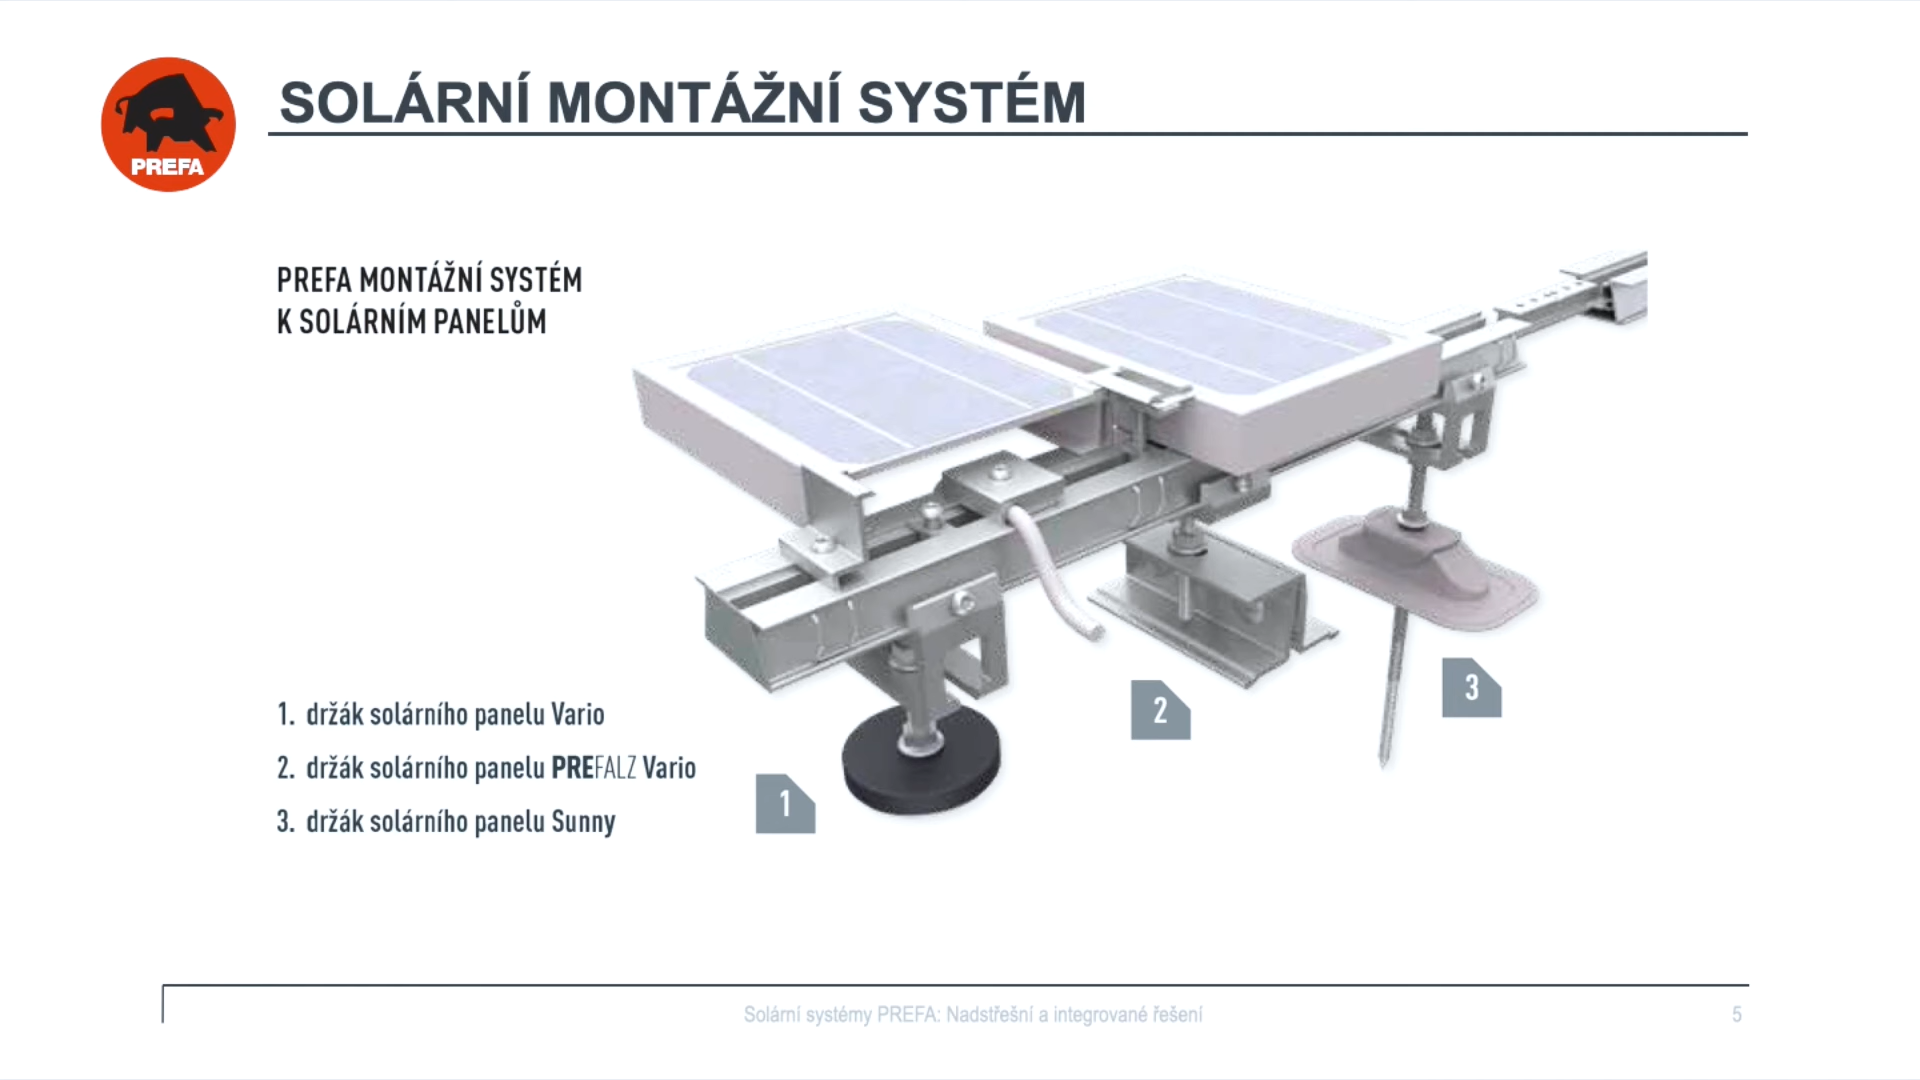 PREFA
SOLÁRNÍ MONTÁŽNÍ SYSTÉM
PREFA MONTÁŽNÍ SYSTÉM
K SOLÁRNÍM PANELŮM
1. držák solárního panelu Vario
2. držák solárního panelu PREFALZ Vario
3. držák solárního panelu Sunny
1
2
3
Solární systémy PREFA: Nadstřešní a integrované řešení
5